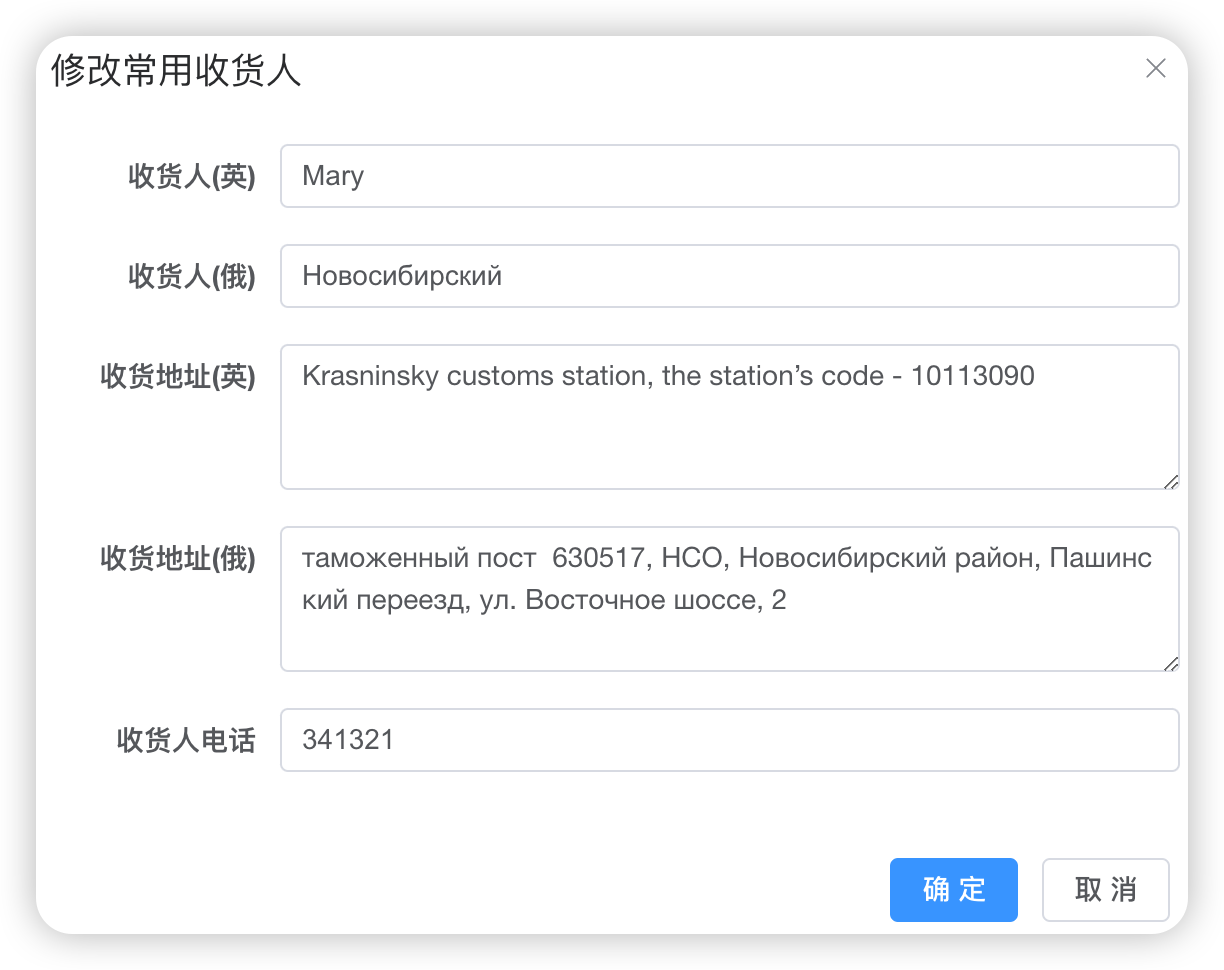 修改常用收货人
收货人(英) Mary
收货人(俄) Новосибирский
收货地址(英) Krasninsky customs station, the station’s code - 10113090
收货地址(俄) таможенный пост  630517, НСО, Новосибирский район, Пашинс
кий переезд, ул. Восточное шоссе, 2
收货人电话 341321
确 定 取 消